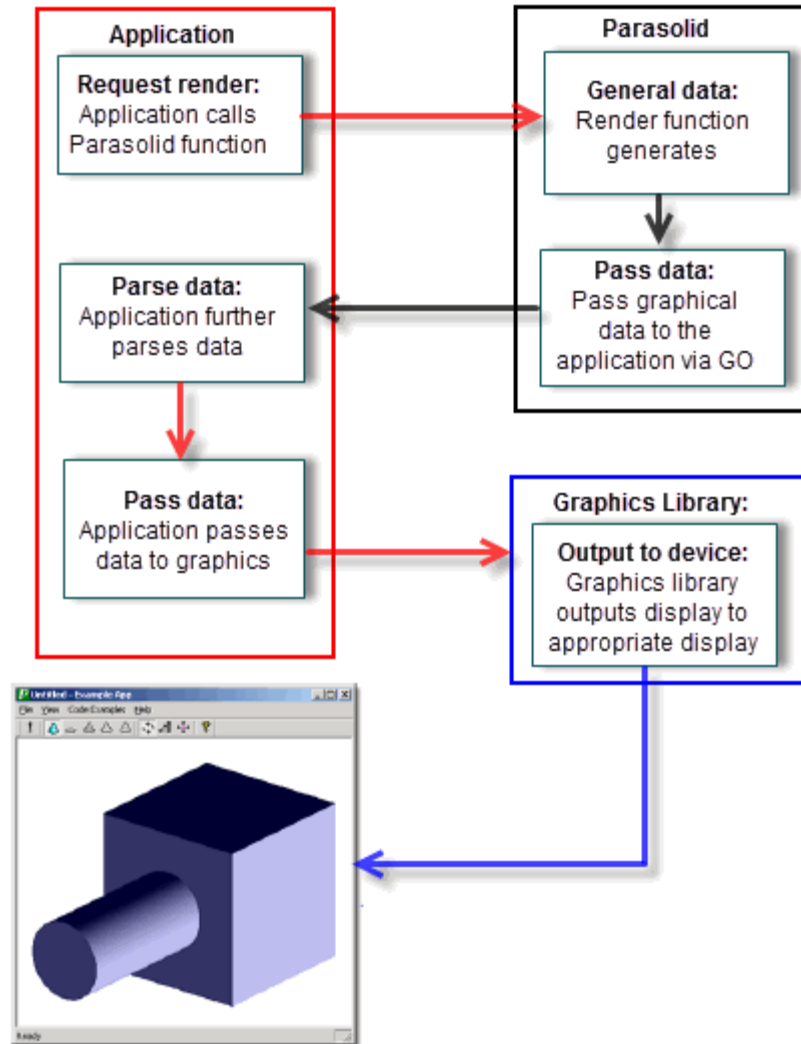 Application
Request render:
Application calls
Parasolid function
Parasolid
General data:
Render function
generates
Parse data:
Application further
parses data
Pass data:
Pass graphical
data to the
application via GO
Pass data:
Application passes
data to graphics
Graphics Library:
Output to device:
Graphics library
outputs display to
appropriate display
Untitled - Example App
File View Code Examples Help
Ready